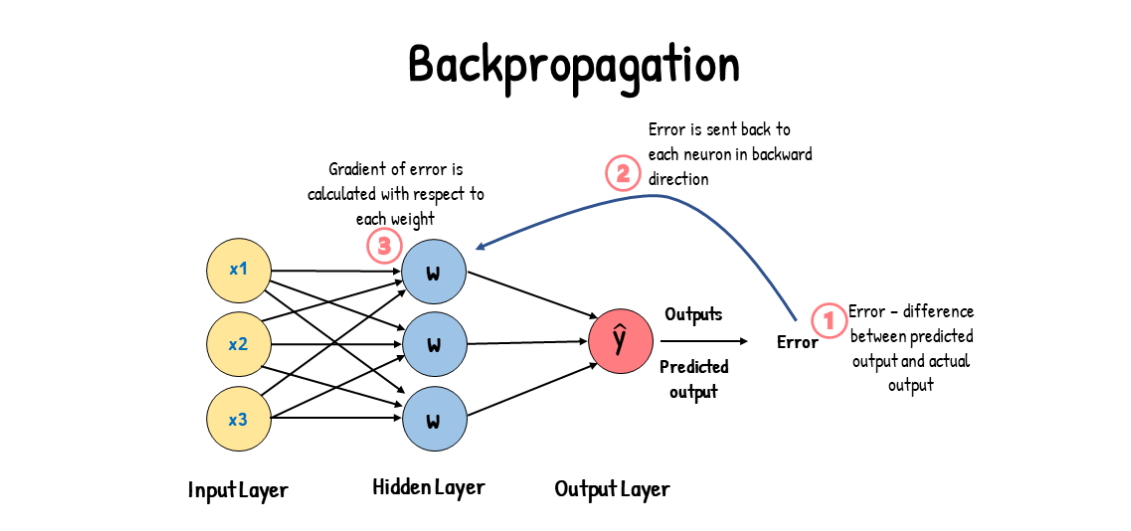 Backpropagation
Error is sent back to
each neuron in backward
direction
2
Gradient of error is
calculated with respect to
each weight
3
x1
w
x2
w
x3
w
ŷ
Outputs
Predicted
output
Error
1
Error - difference
between predicted
output and actual
output
Input Layer
Hidden Layer
Output Layer